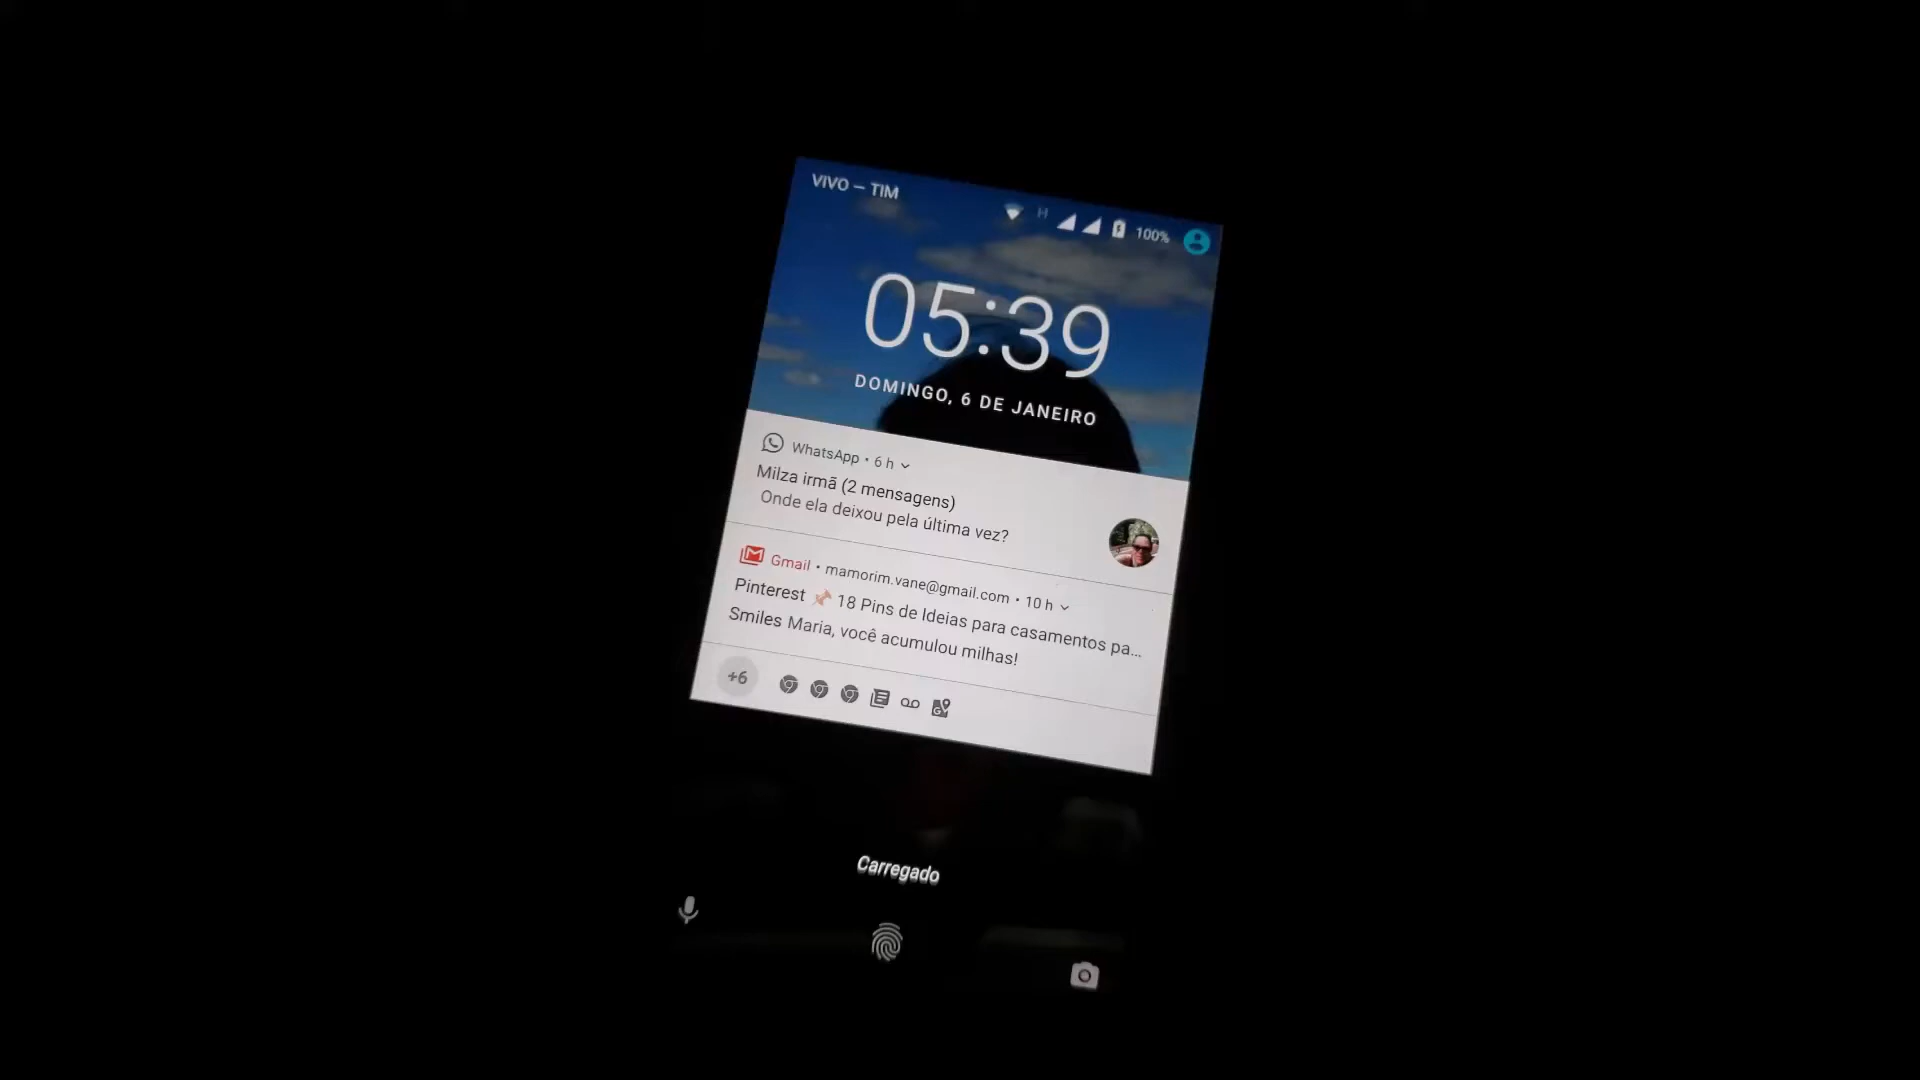 VIVO — TIM
H 100%
05:39
DOMINGO, 6 DE JANEIRO
WhatsApp • 6 h
Milza irmã (2 mensagens)
Onde ela deixou pela última vez?
Gmail • mamorim.vane@gmail.com • 10 h
Pinterest 📌 18 Pins de Ideias para casamentos pa...
Smiles Maria, você acumulou milhas!
+6
Carregado